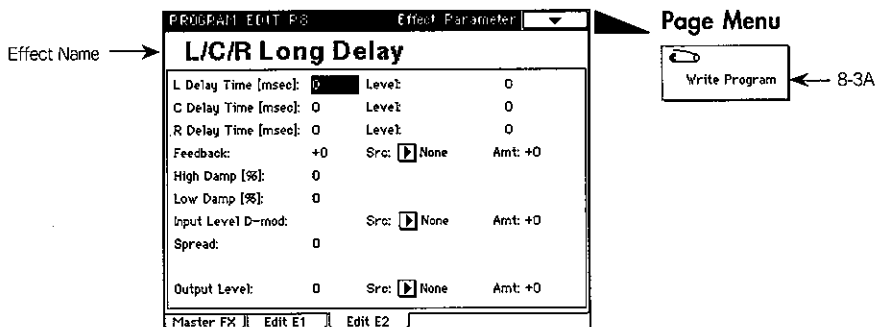 PROGRAM EDIT P8 Effect Parameter
Page Menu
Effect Name
L/C/R Long Delay
Write Program
8-3A
L Delay Time [msec]: 0 Level: 0
C Delay Time [msec]: 0 Level: 0
R Delay Time [msec]: 0 Level: 0
Feedback: +0 Src: None Amt: +0
High Damp [%]: 0
Low Damp [%]: 0
Input Level D-mod: Src: None Amt: +0
Spread: 0
Output Level: 0 Src: None Amt: +0
Master FX Edit E1 Edit E2